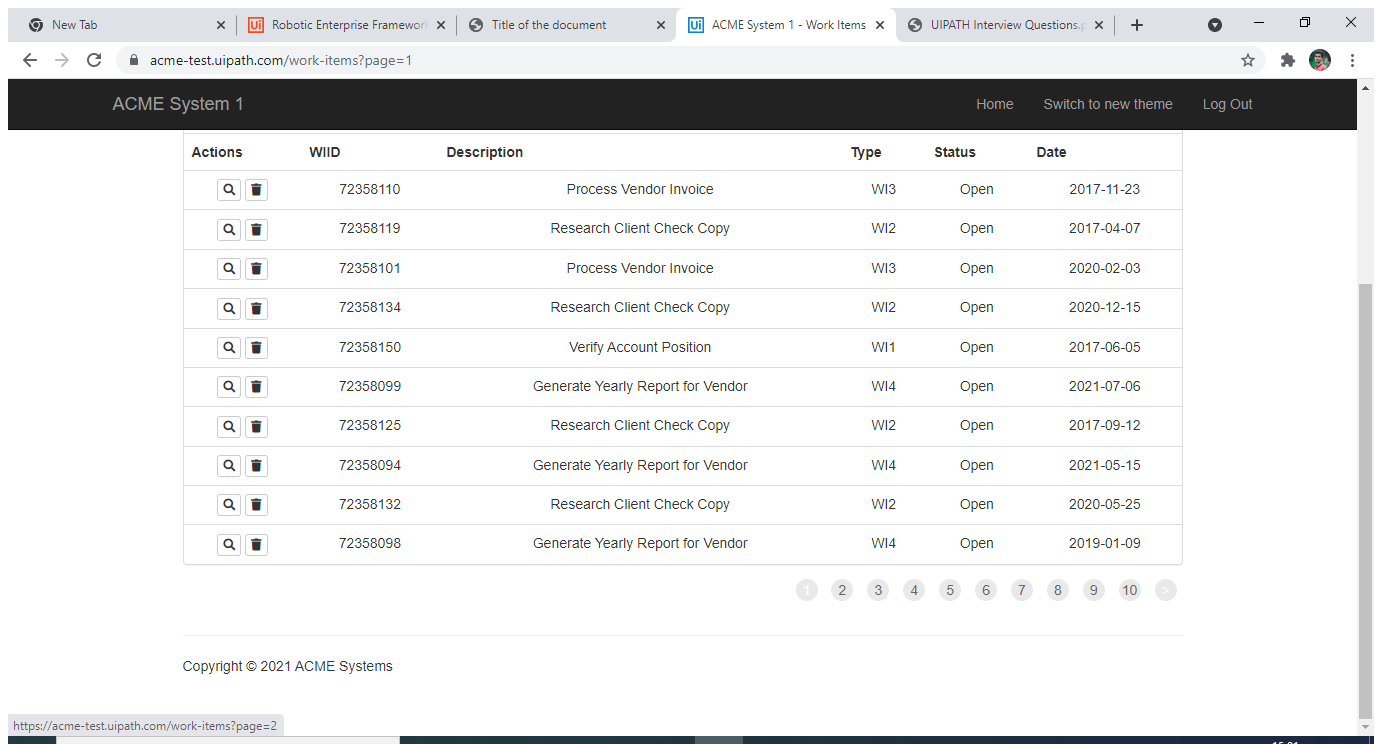 New Tab
Robotic Enterprise Framework
Title of the document
ACME System 1 - Work Items
UIPATH Interview Questions.p
acme-test.uipath.com/work-items?page=1
ACME System 1 Home Switch to new theme Log Out
Actions WIID Description Type Status Date
72358110 Process Vendor Invoice WI3 Open 2017-11-23
72358119 Research Client Check Copy WI2 Open 2017-04-07
72358101 Process Vendor Invoice WI3 Open 2020-02-03
72358134 Research Client Check Copy WI2 Open 2020-12-15
72358150 Verify Account Position WI1 Open 2017-06-05
72358099 Generate Yearly Report for Vendor WI4 Open 2021-07-06
72358125 Research Client Check Copy WI2 Open 2017-09-12
72358094 Generate Yearly Report for Vendor WI4 Open 2021-05-15
72358132 Research Client Check Copy WI2 Open 2020-05-25
72358098 Generate Yearly Report for Vendor WI4 Open 2019-01-09
1 2 3 4 5 6 7 8 9 10 >
Copyright © 2021 ACME Systems
https://acme-test.uipath.com/work-items?page=2